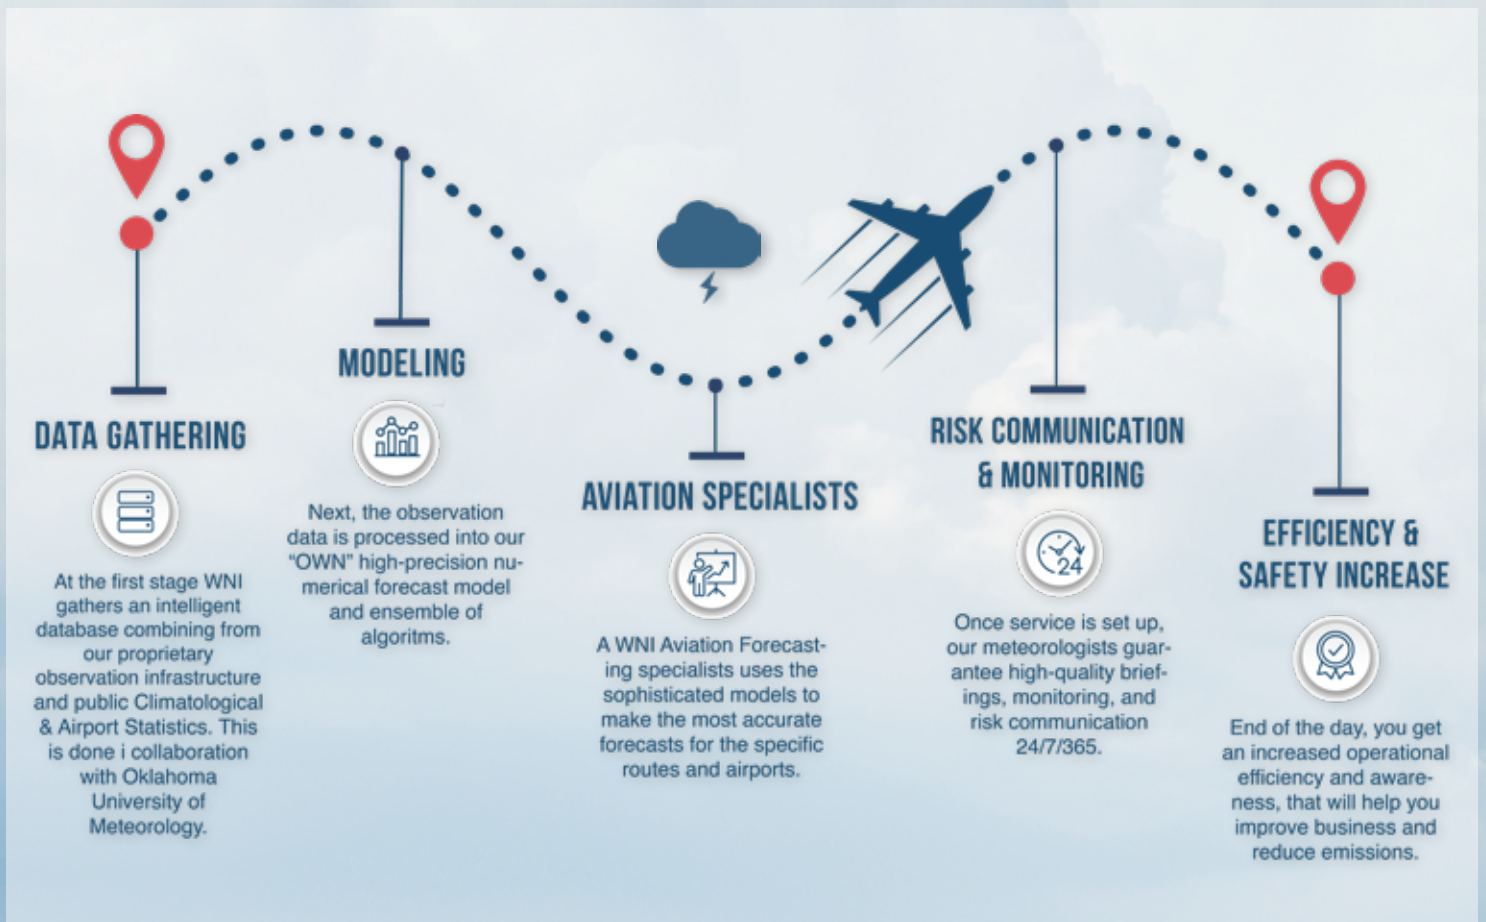 DATA GATHERING
At the first stage WNI
gathers an intelligent
database combining from
our proprietary
observation infrastructure
and public Climatological
& Airport Statistics. This
is done i collaboration
with Oklahoma
University of
Meteorology.
MODELING
Next, the observation
data is processed into our
“OWN” high-precision nu-
merical forecast model
and ensemble of
algoritms.
AVIATION SPECIALISTS
A WNI Aviation Forecast-
ing specialists uses the
sophisticated models to
make the most accurate
forecasts for the specific
routes and airports.
RISK COMMUNICATION
& MONITORING
24
Once service is set up,
our meteorologists guar-
antee high-quality brief-
ings, monitoring, and
risk communication
24/7/365.
EFFICIENCY &
SAFETY INCREASE
End of the day, you get
an increased operational
efficiency and aware-
ness, that will help you
improve business and
reduce emissions.